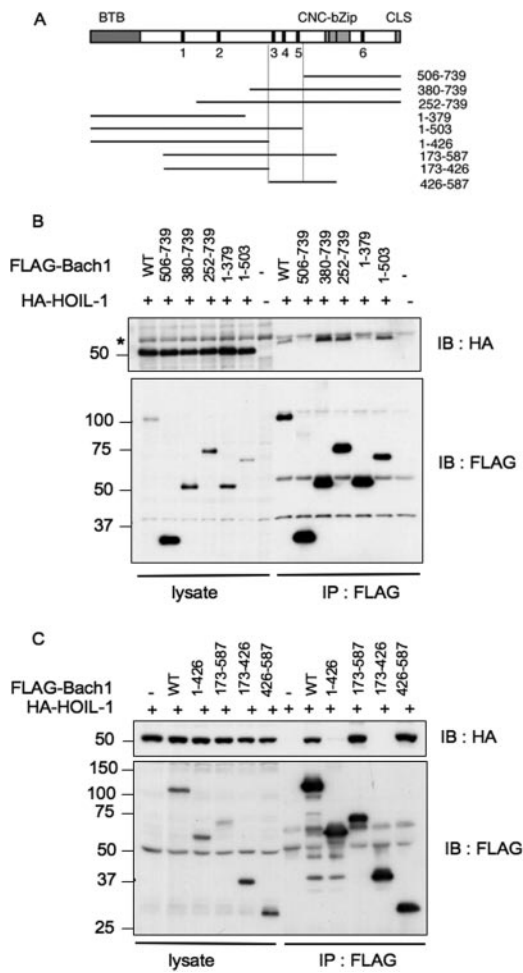 A
BTB CNC-bZip CLS
1 2 3 4 5 6
506-739
380-739
252-739
1-379
1-503
1-426
173-587
173-426
426-587
B
FLAG-Bach1 WT 506-739 380-739 252-739 1-379 1-503 - WT 506-739 380-739 252-739 1-379 1-503 -
HA-HOIL-1 + + + + + + - + + + + + + -
* 50 IB : HA
100
75
50
37
IB : FLAG
lysate IP : FLAG
C
FLAG-Bach1 - WT 1-426 173-587 173-426 426-587 - WT 1-426 173-587 173-426 426-587
HA-HOIL-1 + + + + + + + + + + + +
50 IB : HA
150
100
75
50
37
25
IB : FLAG
lysate IP : FLAG